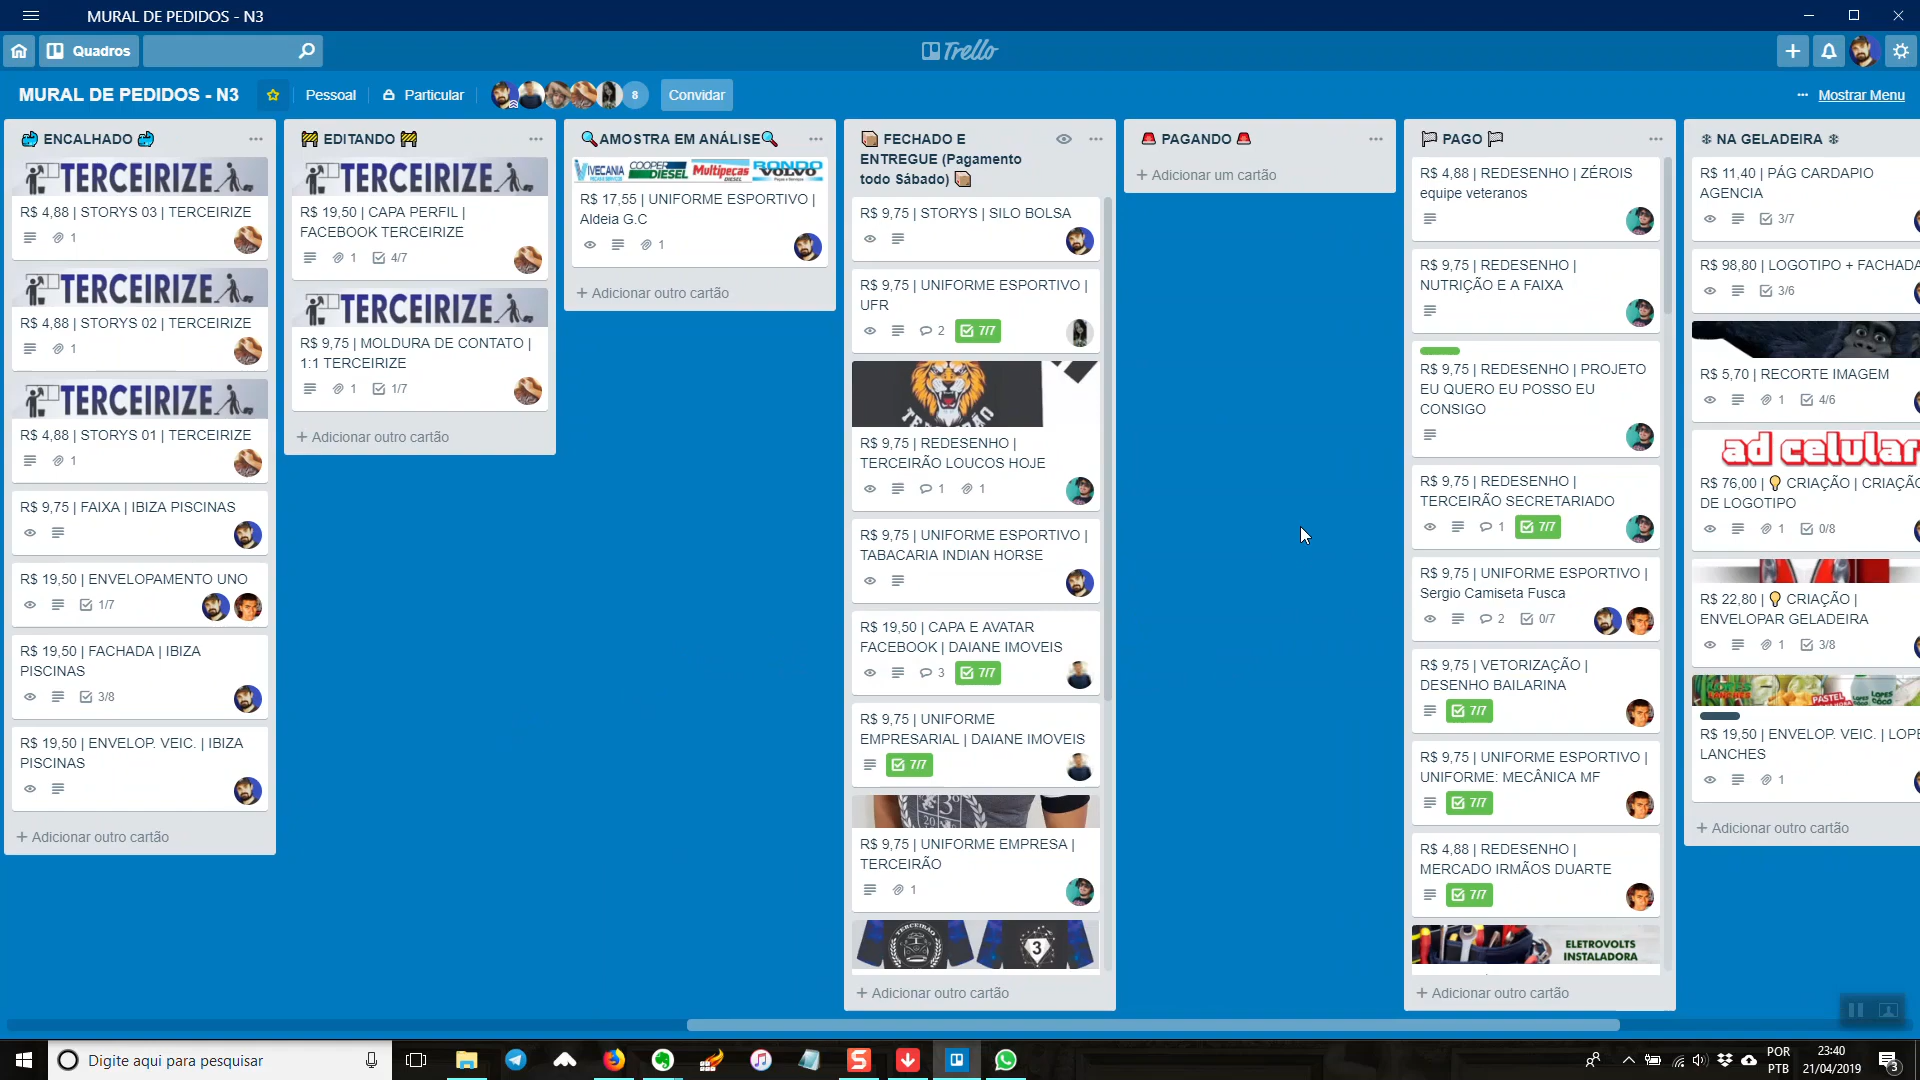 MURAL DE PEDIDOS - N3
Quadros
Trello
MURAL DE PEDIDOS - N3
Pessoal
Particular
8
Convidar
Mostrar Menu
ENCALHADO
TERCEIRIZE
R$ 4,88 | STORYS 03 | TERCEIRIZE
1
TERCEIRIZE
R$ 4,88 | STORYS 02 | TERCEIRIZE
1
TERCEIRIZE
R$ 4,88 | STORYS 01 | TERCEIRIZE
1
R$ 9,75 | FAIXA | IBIZA PISCINAS
R$ 19,50 | ENVELOPAMENTO UNO
1/7
R$ 19,50 | FACHADA | IBIZA
PISCINAS
3/8
R$ 19,50 | ENVELOP. VEIC. | IBIZA
PISCINAS
+ Adicionar outro cartão
EDITANDO
TERCEIRIZE
R$ 19,50 | CAPA PERFIL |
FACEBOOK TERCEIRIZE
1
4/7
TERCEIRIZE
R$ 9,75 | MOLDURA DE CONTATO |
1:1 TERCEIRIZE
1
1/7
+ Adicionar outro cartão
AMOSTRA EM ANÁLISE
VIVECANIA
COOPER DIESEL
Multipeças
DIESEL
RONDO
VOLVO
R$ 17,55 | UNIFORME ESPORTIVO |
Aldeia G.C
1
+ Adicionar outro cartão
FECHADO E
ENTREGUE (Pagamento
todo Sábado)
R$ 9,75 | STORYS | SILO BOLSA
R$ 9,75 | UNIFORME ESPORTIVO |
UFR
2
7/7
R$ 9,75 | REDESENHO |
TERCEIRÃO LOUCOS HOJE
1
1
R$ 9,75 | UNIFORME ESPORTIVO |
TABACARIA INDIAN HORSE
R$ 19,50 | CAPA E AVATAR
FACEBOOK | DAIANE IMOVEIS
3
7/7
R$ 9,75 | UNIFORME
EMPRESARIAL | DAIANE IMOVEIS
7/7
R$ 9,75 | UNIFORME EMPRESA |
TERCEIRÃO
1
TERCEIRÃO
3
+ Adicionar outro cartão
PAGANDO
+ Adicionar um cartão
PAGO
R$ 4,88 | REDESENHO | ZÉROIS
equipe veteranos
R$ 9,75 | REDESENHO |
NUTRIÇÃO E A FAIXA
R$ 9,75 | REDESENHO | PROJETO
EU QUERO EU POSSO EU
CONSIGO
R$ 9,75 | REDESENHO |
TERCEIRÃO SECRETARIADO
1
7/7
R$ 9,75 | UNIFORME ESPORTIVO |
Sergio Camiseta Fusca
2
0/7
R$ 9,75 | VETORIZAÇÃO |
DESENHO BAILARINA
7/7
R$ 9,75 | UNIFORME ESPORTIVO |
UNIFORME: MECÂNICA MF
7/7
R$ 4,88 | REDESENHO |
MERCADO IRMÃOS DUARTE
7/7
ELETROVOLTS
INSTALADORA
+ Adicionar outro cartão
NA GELADEIRA
R$ 11,40 | PÁG CARDAPIO
AGENCIA
3/7
R$ 98,80 | LOGOTIPO + FACHADA
3/6
R$ 5,70 | RECORTE IMAGEM
1
4/6
ad celular
R$ 76,00 | CRIAÇÃO | CRIAÇÃO
DE LOGOTIPO
1
0/8
R$ 22,80 | CRIAÇÃO |
ENVELOPAR GELADEIRA
1
3/8
PASTEL
R$ 19,50 | ENVELOP. VEIC. | LOPE
LANCHES
1
+ Adicionar outro cartão
Digite aqui para pesquisar
POR
PTB
23:40
21/04/2019
3